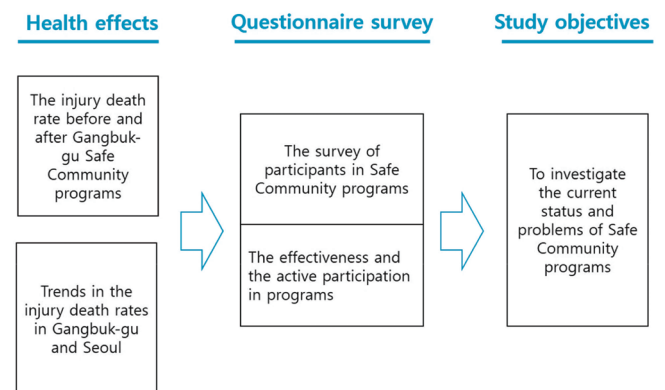 Health effects
The injury death
rate before and
after Gangbuk-
gu Safe
Community
programs
Trends in the
injury death rates
in Gangbuk-gu
and Seoul
Questionnaire survey
The survey of
participants in Safe
Community programs
The effectiveness and
the active participation
in programs
Study objectives
To investigate
the current
status and
problems of Safe
Community
programs